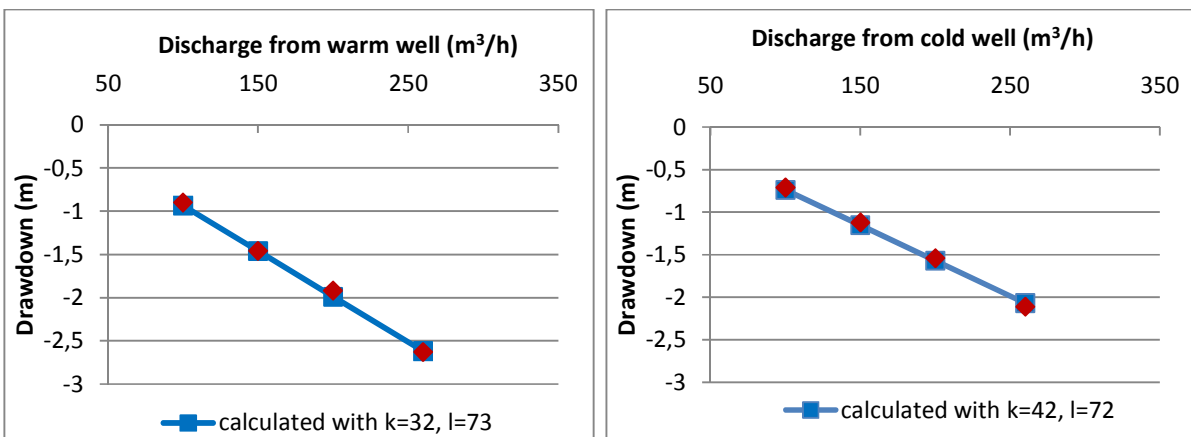 Discharge from warm well (m³/h)
50 150 250 350
0
-0,5
-1
-1,5
-2
-2,5
-3
Drawdown (m)
calculated with k=32, l=73
Discharge from cold well (m³/h)
50 150 250 350
0
-0,5
-1
-1,5
-2
-2,5
-3
Drawdown (m)
calculated with k=42, l=72